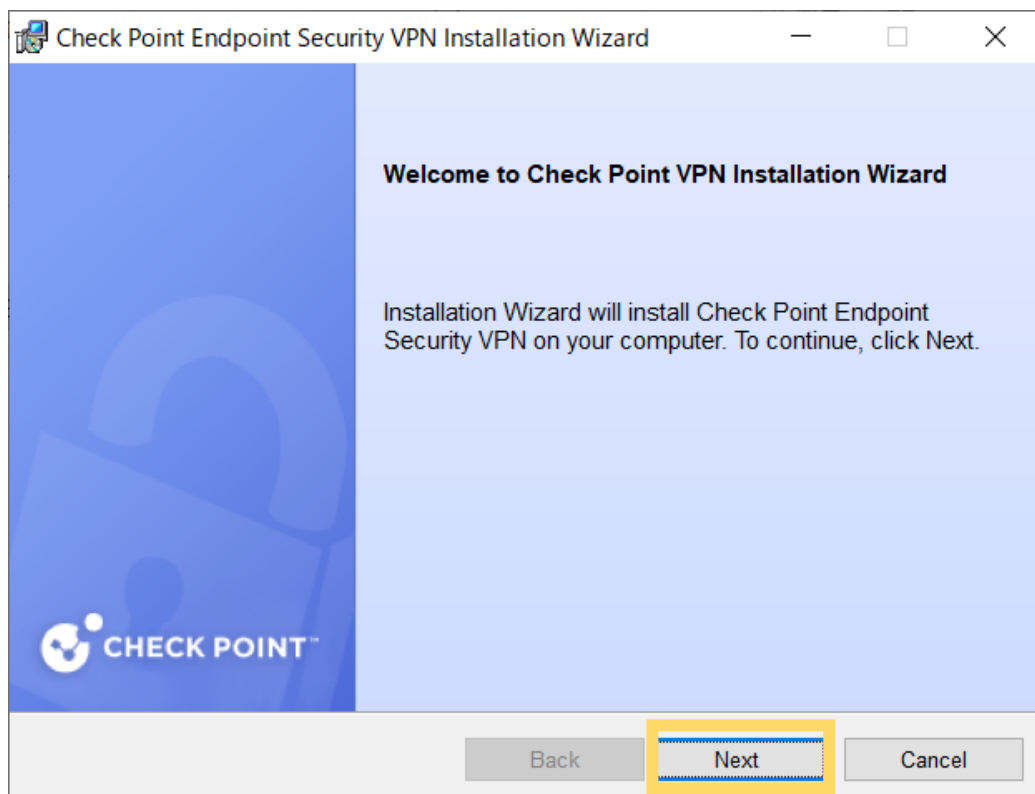 Check Point Endpoint Security VPN Installation Wizard
Welcome to Check Point VPN Installation Wizard
Installation Wizard will install Check Point Endpoint
Security VPN on your computer. To continue, click Next.
CHECK POINT™
Back
Next
Cancel